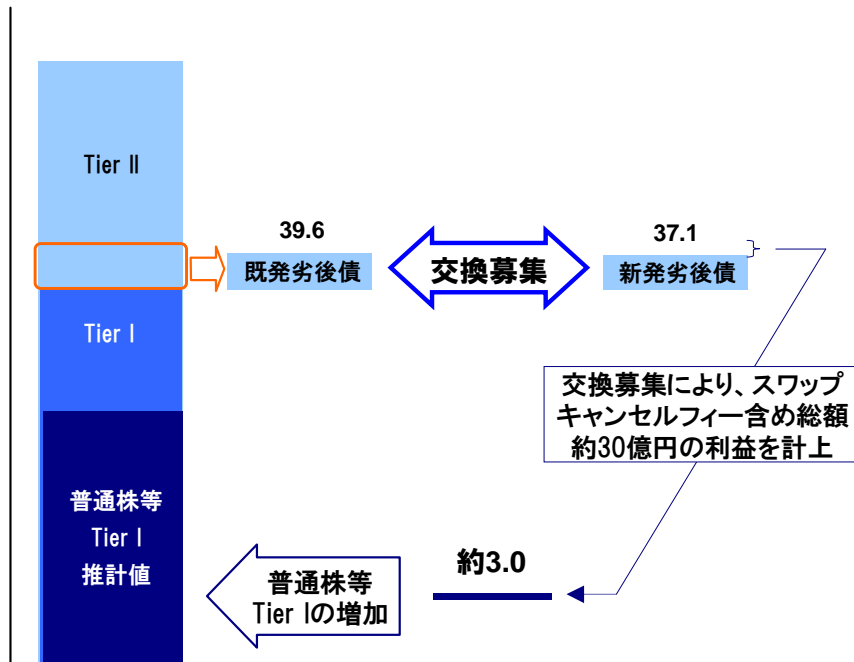 Tier Ⅱ
39.6
既発劣後債
交換募集
37.1
新発劣後債
Tier Ⅰ
交換募集により、スワップ
キャンセルフィー含め総額
約30億円の利益を計上
普通株等
Tier Ⅰ
推計値
普通株等
Tier Ⅰの増加
約3.0